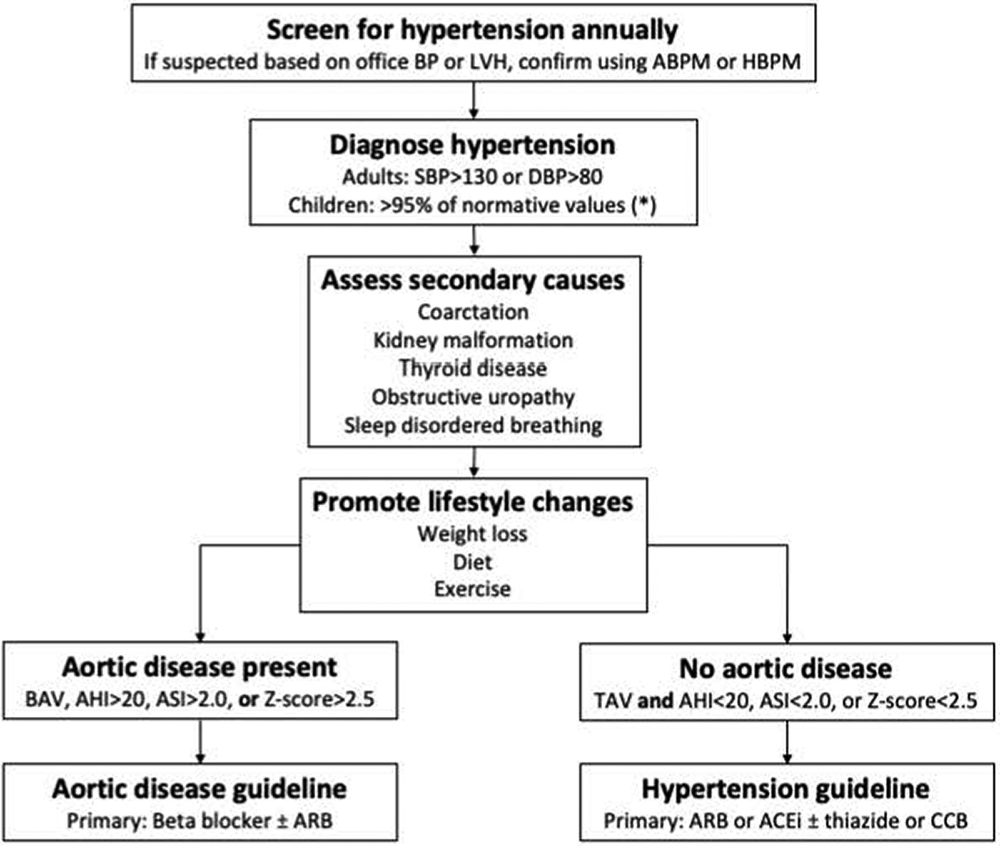 Screen for hypertension annually
If suspected based on office BP or LVH, confirm using ABPM or HBPM
Diagnose hypertension
Adults: SBP>130 or DBP>80
Children: >95% of normative values (*)
Assess secondary causes
Coarctation
Kidney malformation
Thyroid disease
Obstructive uropathy
Sleep disordered breathing
Promote lifestyle changes
Weight loss
Diet
Exercise
Aortic disease present
BAV, AHI>20, ASI>2.0, or Z-score>2.5
No aortic disease
TAV and AHI<20, ASI<2.0, or Z-score<2.5
Aortic disease guideline
Primary: Beta blocker ± ARB
Hypertension guideline
Primary: ARB or ACEi ± thiazide or CCB